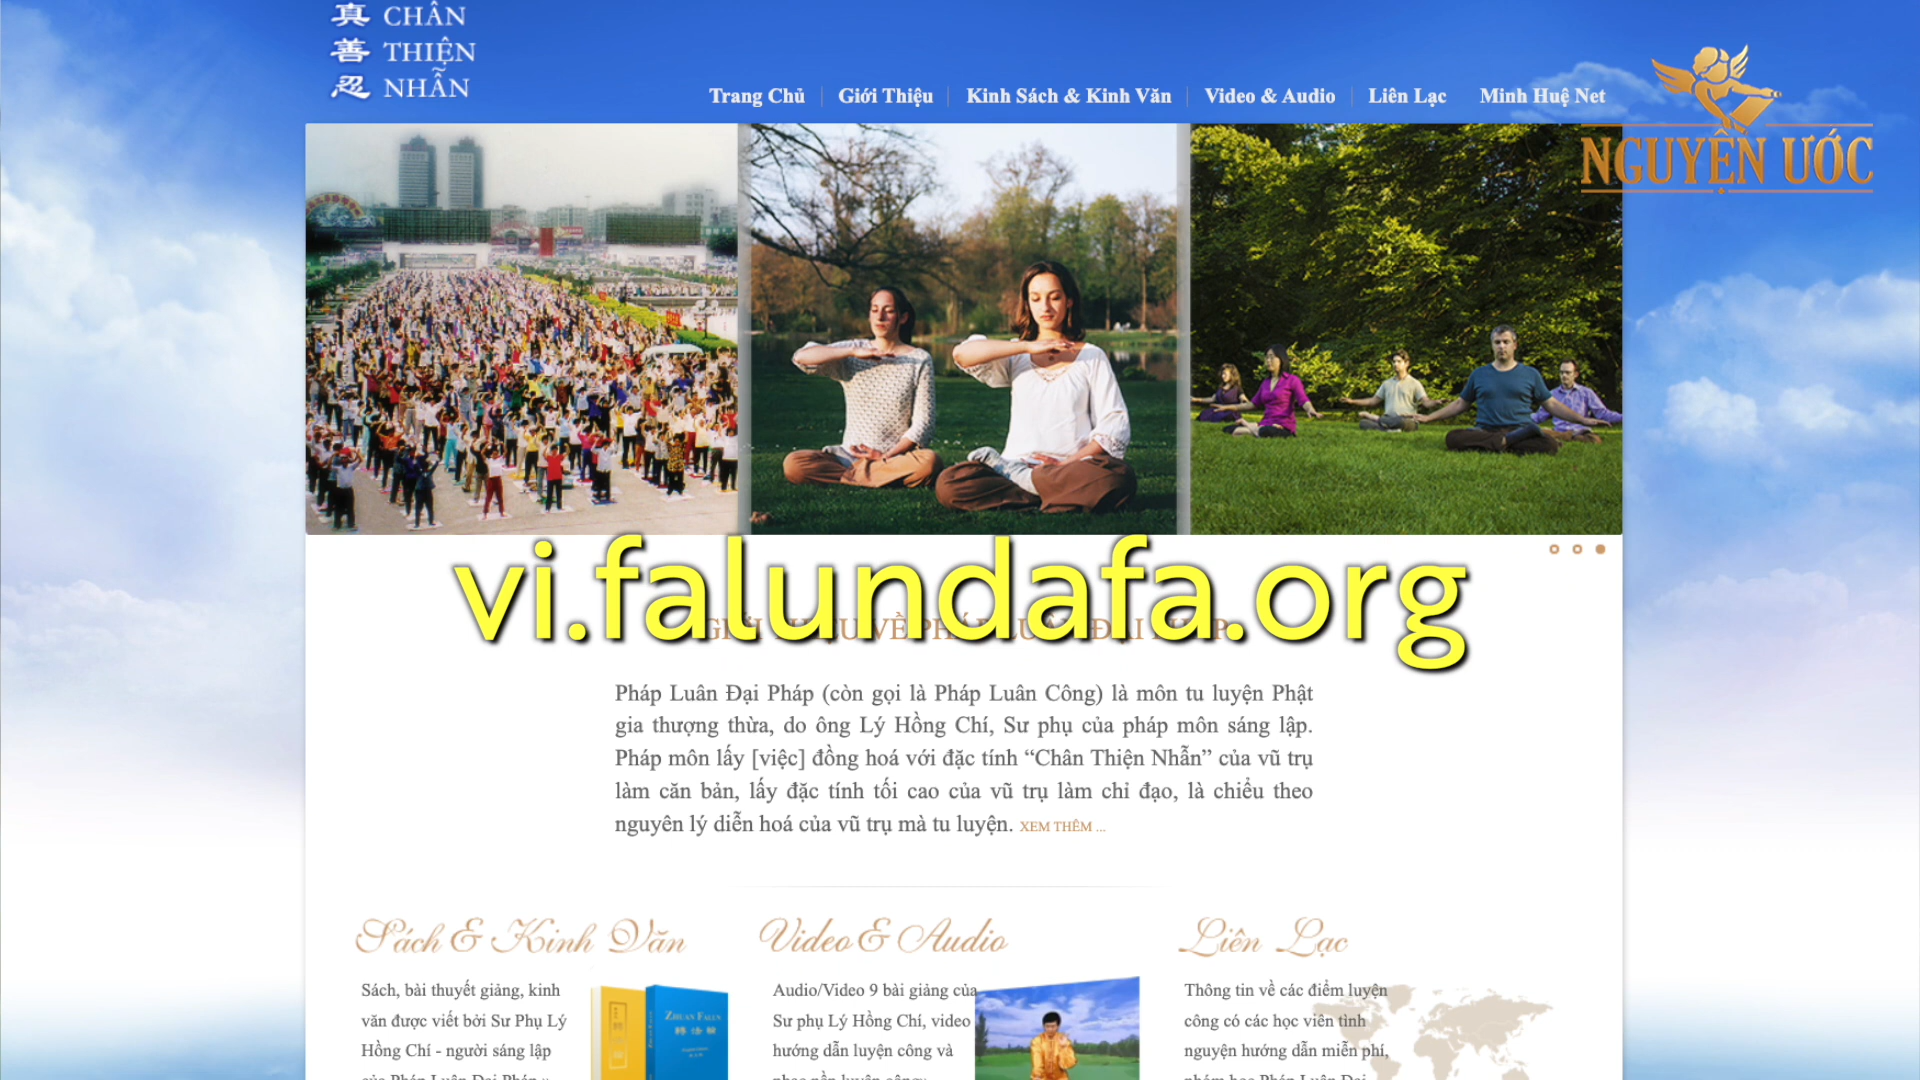 真 CHÂN
善 THIỆN
忍 NHẪN
Trang Chủ
Giới Thiệu
Kinh Sách & Kinh Văn
Video & Audio
Liên Lạc
Minh Huệ Net
NGUYỆN ƯỚC
vi.falundafa.org
Pháp Luân Đại Pháp (còn gọi là Pháp Luân Công) là môn tu luyện Phật
gia thượng thừa, do ông Lý Hồng Chí, Sư phụ của pháp môn sáng lập.
Pháp môn lấy [việc] đồng hoá với đặc tính “Chân Thiện Nhẫn” của vũ trụ
làm căn bản, lấy đặc tính tối cao của vũ trụ làm chỉ đạo, là chiểu theo
nguyên lý diễn hoá của vũ trụ mà tu luyện. XEM THÊM ...
Sách & Kinh Văn
Sách, bài thuyết giảng, kinh
văn được viết bởi Sư Phụ Lý
Hồng Chí - người sáng lập
ZHUAN FALUN
轉法輪
Video & Audio
Audio/Video 9 bài giảng của
Sư phụ Lý Hồng Chí, video
hướng dẫn luyện công và
Liên Lạc
Thông tin về các điểm luyện
công có các học viên tình
nguyện hướng dẫn miễn phí,